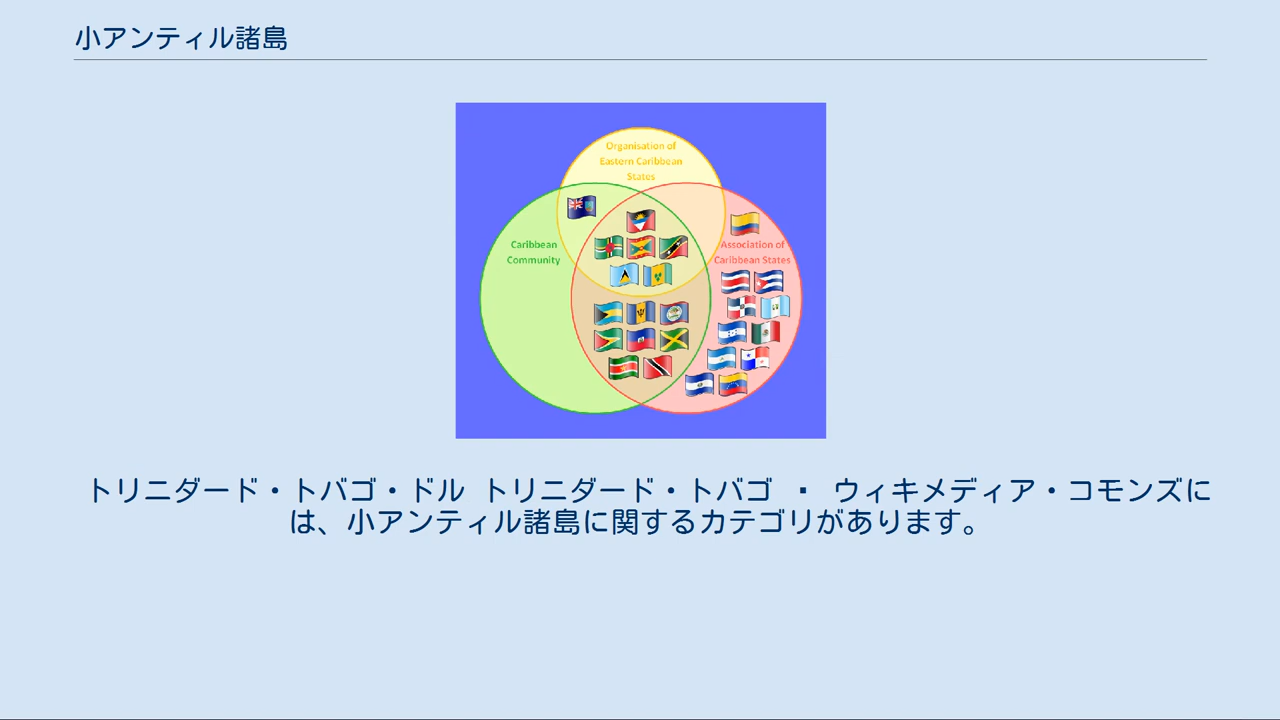 小アンティル諸島
Organisation of
Eastern Caribbean
States
Caribbean
Community
Association of
Caribbean States
トリニダード・トバゴ・ドル トリニダード・トバゴ ・ ウィキメディア・コモンズに
は、小アンティル諸島に関するカテゴリがあります。